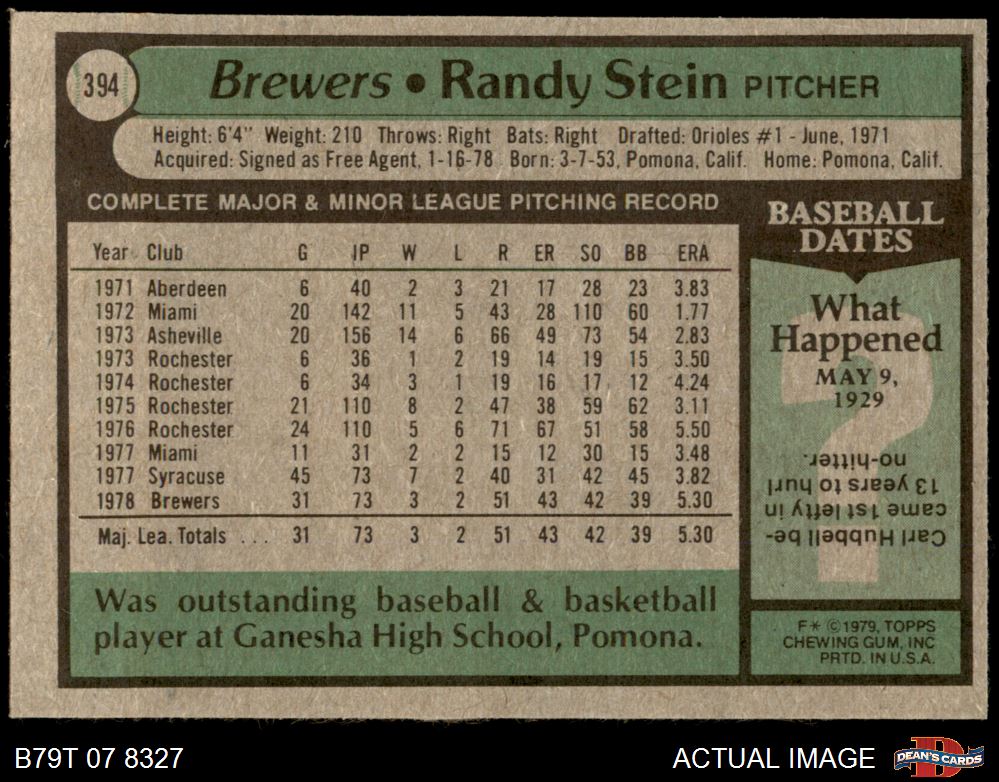 394
Brewers • Randy Stein PITCHER
Height: 6'4" Weight: 210 Throws: Right Bats: Right Drafted: Orioles #1 - June, 1971
Acquired: Signed as Free Agent, 1-16-78 Born: 3-7-53, Pomona, Calif. Home: Pomona, Calif.
COMPLETE MAJOR & MINOR LEAGUE PITCHING RECORD
Year Club G IP W L R ER SO BB ERA
1971 Aberdeen 6 40 2 3 21 17 28 23 3.83
1972 Miami 20 142 11 5 43 28 110 60 1.77
1973 Asheville 20 156 14 6 66 49 73 54 2.83
1973 Rochester 6 36 1 2 19 14 19 15 3.50
1974 Rochester 6 34 3 1 19 16 17 12 4.24
1975 Rochester 21 110 8 2 47 38 59 62 3.11
1976 Rochester 24 110 5 6 71 67 51 58 5.50
1977 Miami 11 31 2 2 15 12 30 15 3.48
1977 Syracuse 45 73 7 2 40 31 42 45 3.82
1978 Brewers 31 73 3 2 51 43 42 39 5.30
Maj. Lea. Totals ... 31 73 3 2 51 43 42 39 5.30
Was outstanding baseball & basketball
player at Ganesha High School, Pomona.
BASEBALL
DATES
What
Happened
MAY 9,
1929
?
Carl Hubbell be-
came 1st lefty in
13 years to hurl
no-hitter.
F* ©1979, TOPPS
CHEWING GUM, INC
PRTD. IN U.S.A.
B79T 07 8327
ACTUAL IMAGE
D
DEAN'S CARDS